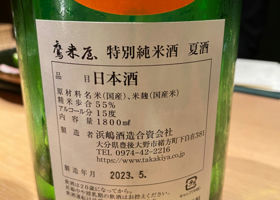 鷹来屋 特別純米酒 夏酒
品目 日本酒
原材料名 米(国産)、米麹(国産米)
精米歩合 55%
アルコール分 15度
内容量 1800ml
製造者 浜嶋酒造合資会社
大分県豊後大野市緒方町下自在381
TEL 0974-42-2216
https://www.takakiya.co.jp
製造年月 2023.5.